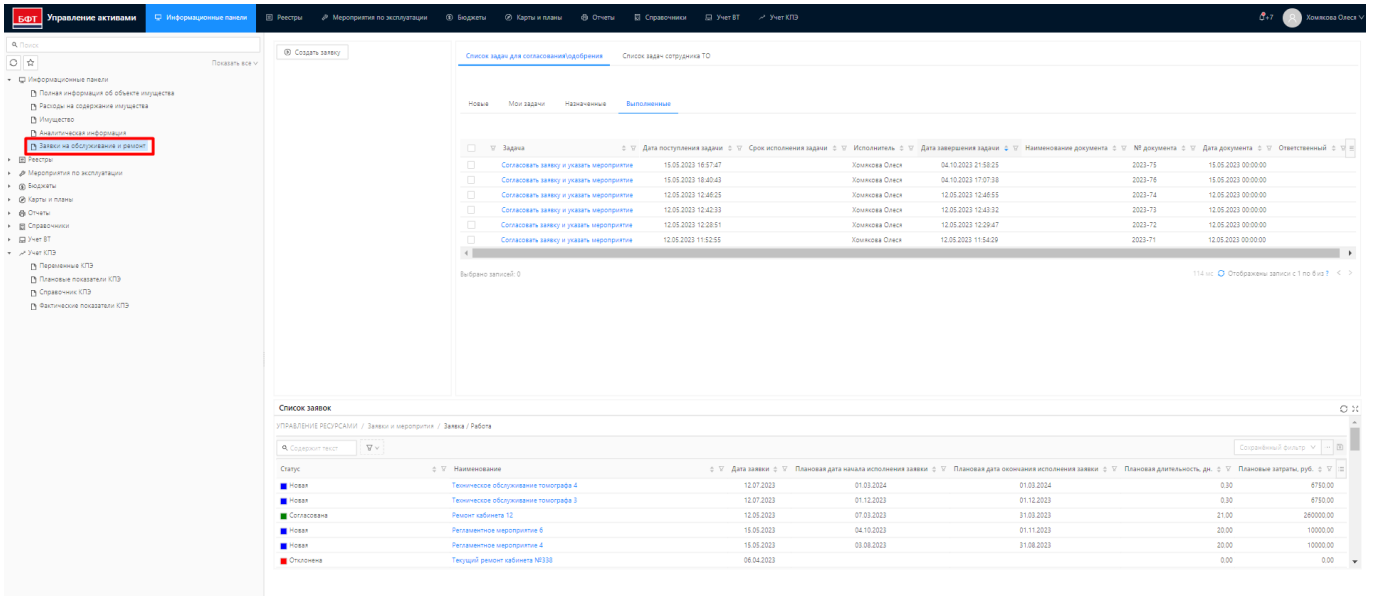 БФТ Управление активами Информационные панели Реестры Мероприятия по эксплуатации Бюджеты Карты и планы Отчеты Справочники Учет ВТ Учет КПЭ +7 Хомякова Олеся
Поиск
Показать все
Информационные панели
Полная информация об объекте имущества
Расходы на содержание имущества
Имущество
Аналитическая информация
Заявки на обслуживание и ремонт
Реестры
Мероприятия по эксплуатации
Бюджеты
Карты и планы
Отчеты
Справочники
Учет ВТ
Учет КПЭ
Переменные КПЭ
Плановые показатели КПЭ
Справочник КПЭ
Фактические показатели КПЭ
Создать заявку
Список задач для согласования\одобрения Список задач сотрудника ТО
Новые Мои задачи Назначенные Выполненные
Задача Дата поступления задачи Срок исполнения задачи Исполнитель Дата завершения задачи Наименование документа № документа Дата документа Ответственный
Согласовать заявку и указать мероприятие 15.05.2023 16:57:47 Хомякова Олеся 04.10.2023 21:58:25 2023-75 15.05.2023 00:00:00
Согласовать заявку и указать мероприятие 15.05.2023 18:40:43 Хомякова Олеся 04.10.2023 17:07:38 2023-76 15.05.2023 00:00:00
Согласовать заявку и указать мероприятие 12.05.2023 12:46:25 Хомякова Олеся 12.05.2023 12:46:55 2023-74 12.05.2023 00:00:00
Согласовать заявку и указать мероприятие 12.05.2023 12:42:33 Хомякова Олеся 12.05.2023 12:43:32 2023-73 12.05.2023 00:00:00
Согласовать заявку и указать мероприятие 12.05.2023 12:28:51 Хомякова Олеся 12.05.2023 12:29:47 2023-72 12.05.2023 00:00:00
Согласовать заявку и указать мероприятие 12.05.2023 11:52:55 Хомякова Олеся 12.05.2023 11:54:29 2023-71 12.05.2023 00:00:00
Выбрано записей: 0 114 мс Отображены записи с 1 по 6 из 7
Список заявок
УПРАВЛЕНИЕ РЕСУРСАМИ / Заявки и мероприятия / Заявка / Работа
Содержит текст Сохранённый фильтр
Статус Наименование Дата заявки Плановая дата начала исполнения заявки Плановая дата окончания исполнения заявки Плановая длительность, дн. Плановые затраты, руб.
Новая Техническое обслуживание томографа 4 12.07.2023 01.03.2024 01.03.2024 0.30 6750.00
Новая Техническое обслуживание томографа 3 12.07.2023 01.12.2023 01.12.2023 0.30 6750.00
Согласована Ремонт кабинета 12 12.05.2023 07.03.2023 31.03.2023 21.00 260000.00
Новая Регламентное мероприятие 6 15.05.2023 04.10.2023 01.11.2023 20.00 10000.00
Новая Регламентное мероприятие 4 15.05.2023 03.08.2023 31.08.2023 20.00 10000.00
Отклонена Текущий ремонт кабинета №338 06.04.2023 0.00 0.00